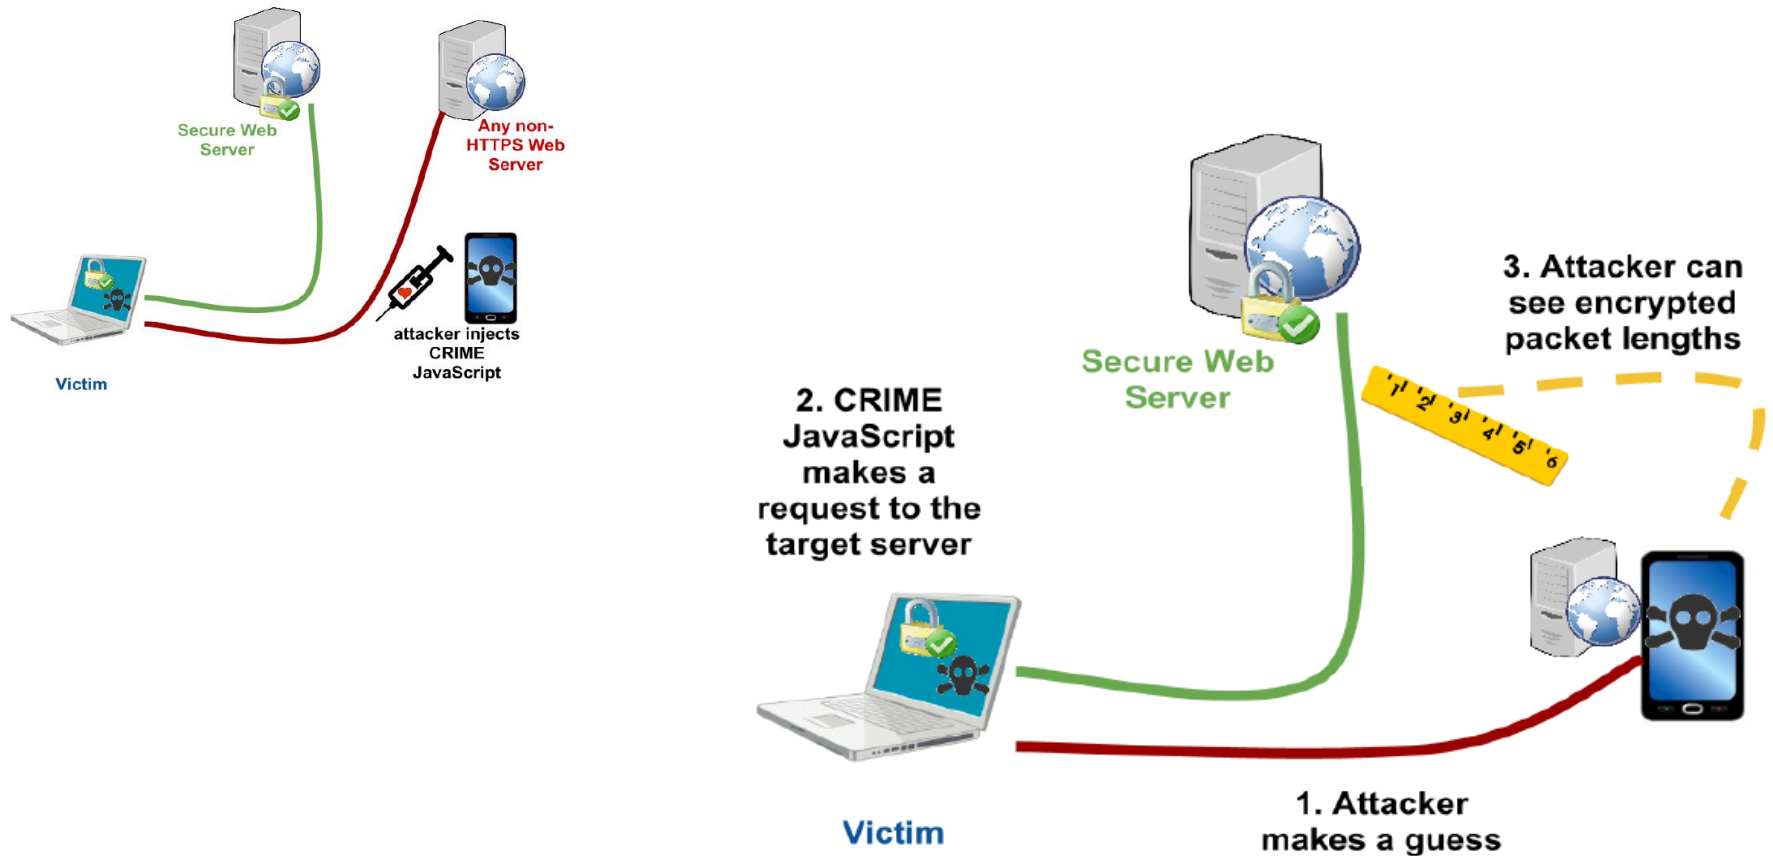 Secure Web
Server
Any non-
HTTPS Web
Server
attacker injects
CRIME
JavaScript
Victim
Secure Web
Server
3. Attacker can
see encrypted
packet lengths
1 2 3 4 5 6
2. CRIME
JavaScript
makes a
request to the
target server
Victim
1. Attacker
makes a guess